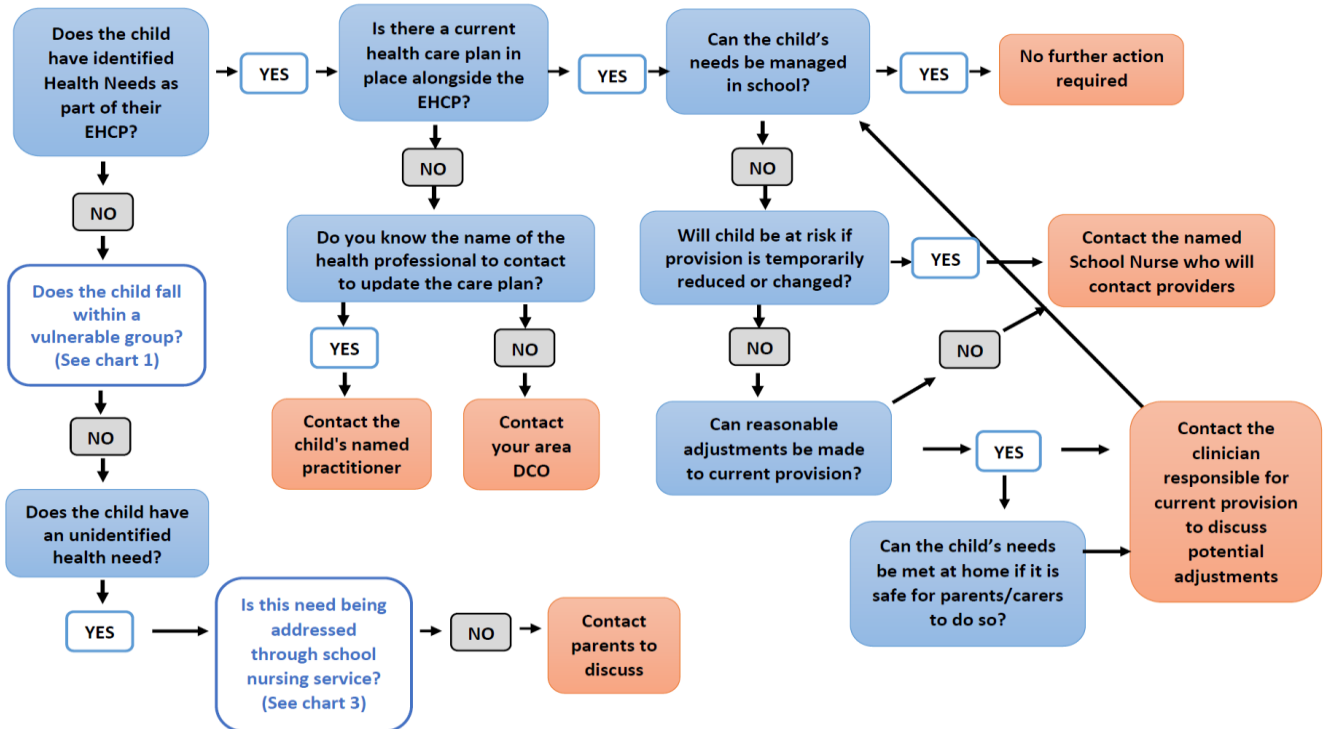 Does the child
have identified
Health Needs as
part of their
EHCP?
YES
Is there a current
health care plan in
place alongside the
EHCP?
YES
Can the child's
needs be managed
in school?
YES
No further action
required
NO
NO
NO
Does the child fall
within a
vulnerable group?
(See chart 1)
Do you know the name of the
health professional to contact
to update the care plan?
Will child be at risk if
provision is temporarily
reduced or changed?
YES
Contact the named
School Nurse who will
contact providers
YES
NO
NO
NO
NO
Contact the
child's named
practitioner
Contact
your area
DCO
Can reasonable
adjustments be made
to current provision?
YES
Contact the
clinician
responsible for
current provision
to discuss
potential
adjustments
Does the child have
an unidentified
health need?
Can the child's needs
be met at home if it is
safe for parents/carers
to do so?
YES
Is this need being
addressed
through school
nursing service?
(See chart 3)
NO
Contact
parents to
discuss